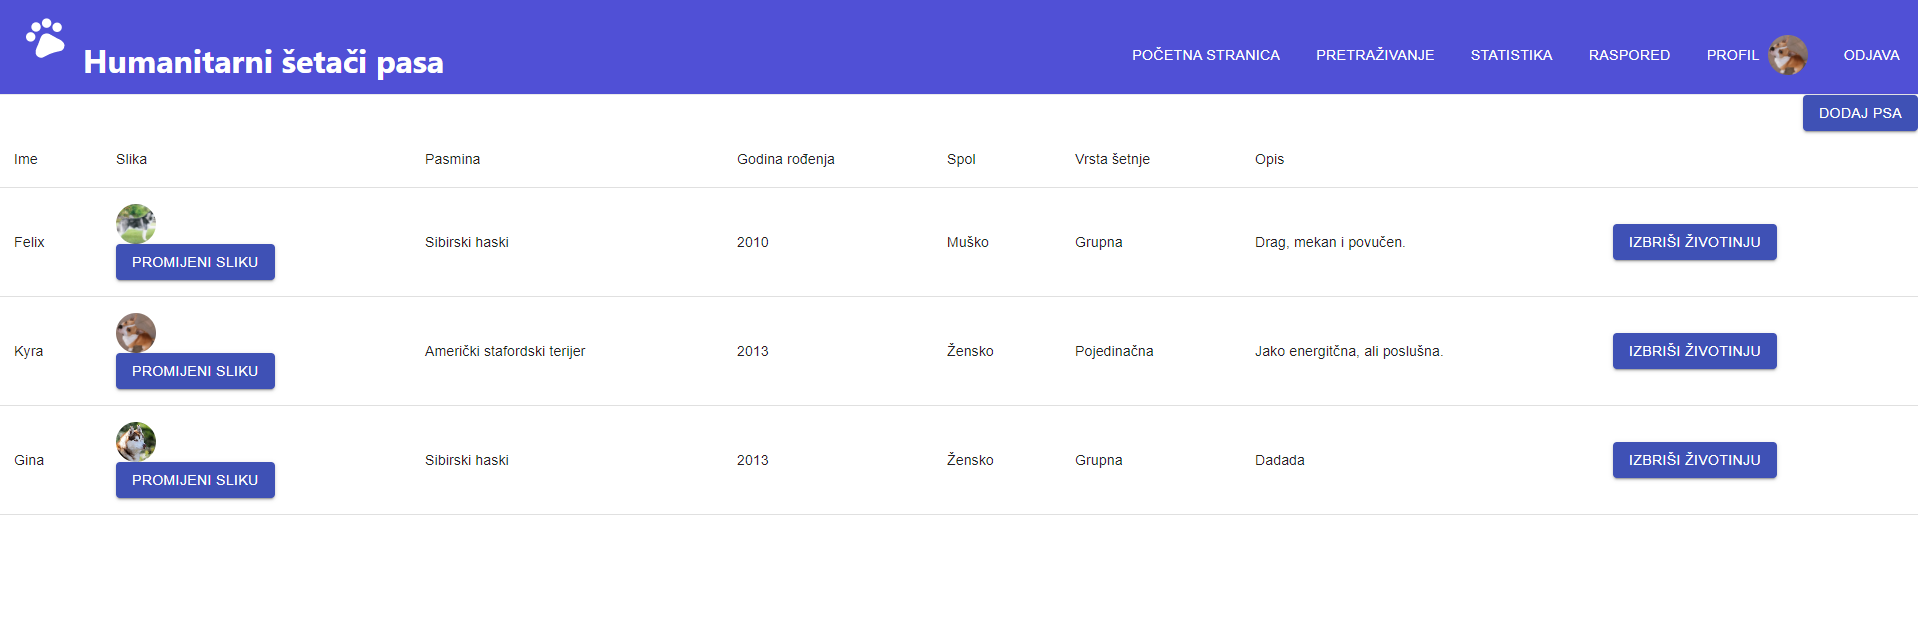 Humanitarni šetači pasa
POČETNA STRANICA PRETRAŽIVANJE STATISTIKA RASPORED PROFIL ODJAVA
DODAJ PSA
Ime Slika Pasmina Godina rođenja Spol Vrsta šetnje Opis
Felix PROMIJENI SLIKU Sibirski haski 2010 Muško Grupna Drag, mekan i povučen. IZBRIŠI ŽIVOTINJU
Kyra PROMIJENI SLIKU Američki stafordski terijer 2013 Žensko Pojedinačna Jako energitčna, ali poslušna. IZBRIŠI ŽIVOTINJU
Gina PROMIJENI SLIKU Sibirski haski 2013 Žensko Grupna Dadada IZBRIŠI ŽIVOTINJU